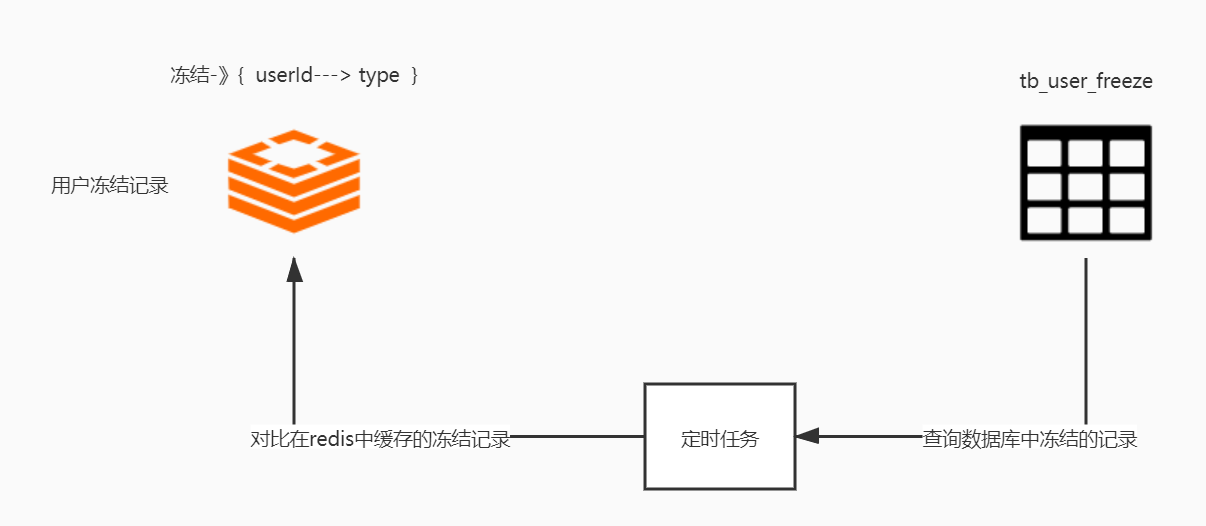 冻结-》{ userId---> type }
tb_user_freeze
用户冻结记录
对比在redis中缓存的冻结记录
定时任务
查询数据库中冻结的记录